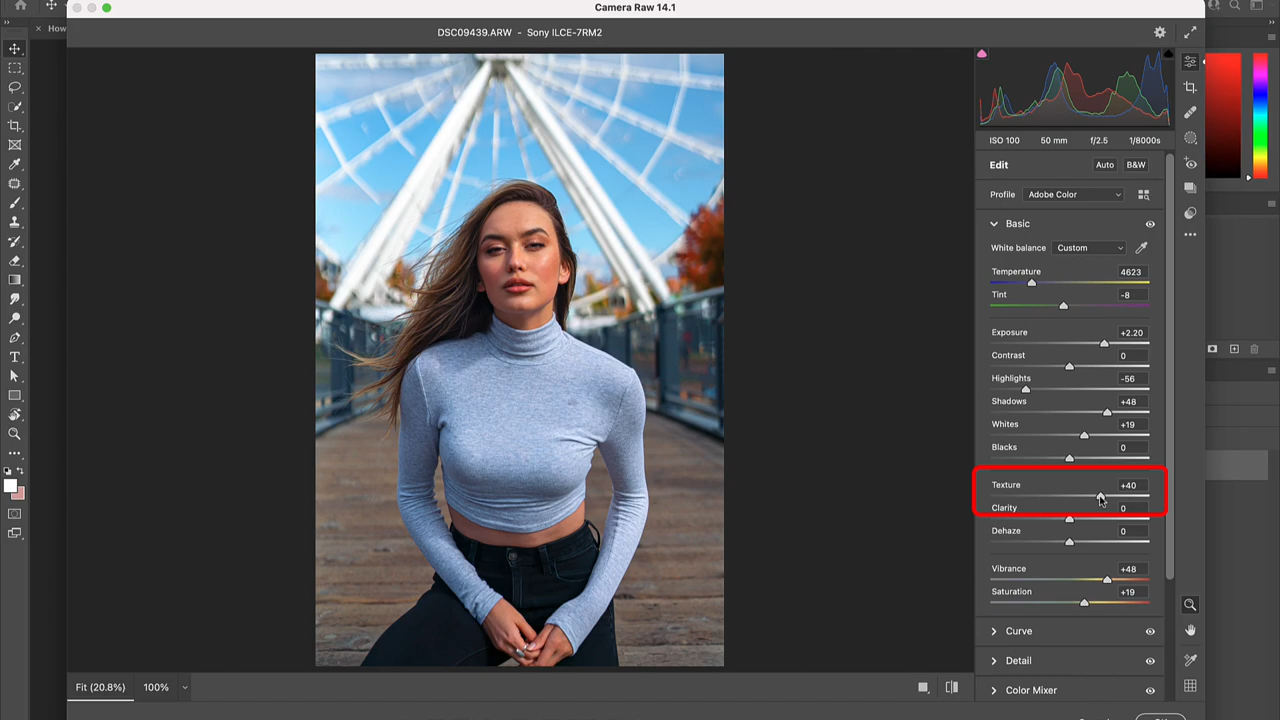 Camera Raw 14.1
How
DSC09439.ARW - Sony ILCE-7RM2
ISO 100 50 mm f/2.5 1/8000s
Edit Auto B&W
Profile Adobe Color
Basic
White balance Custom
Temperature 4623
Tint -8
Exposure +2.20
Contrast 0
Highlights -56
Shadows +48
Whites +19
Blacks 0
Texture +40
Clarity 0
Dehaze 0
Vibrance +48
Saturation +19
Curve
Detail
Color Mixer
Fit (20.8%) 100%